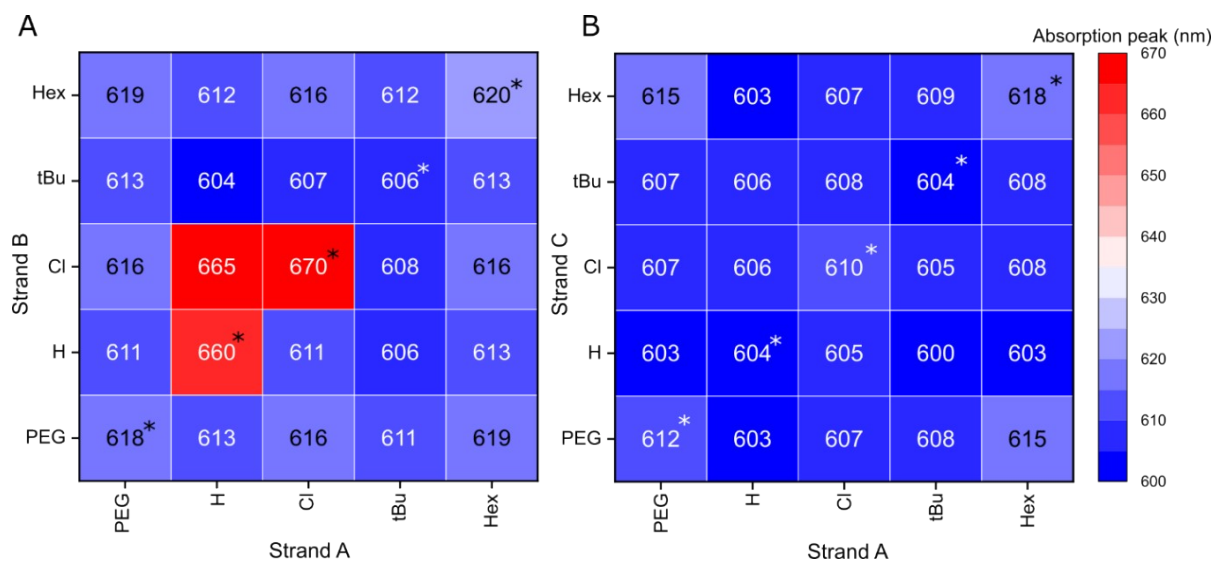 A
B
Absorption peak (nm)
Hex 619 612 616 612 620*
tBu 613 604 607 606* 613
Cl 616 665 670* 608 616
H 611 660* 611 606 613
PEG 618* 613 616 611 619
PEG H Cl tBu Hex
Strand A
Strand B
Hex 615 603 607 609 618*
tBu 607 606 608 604* 608
Cl 607 606 610* 605 608
H 603 604* 605 600 603
PEG 612* 603 607 608 615
PEG H Cl tBu Hex
Strand A
Strand C
670
660
650
640
630
620
610
600